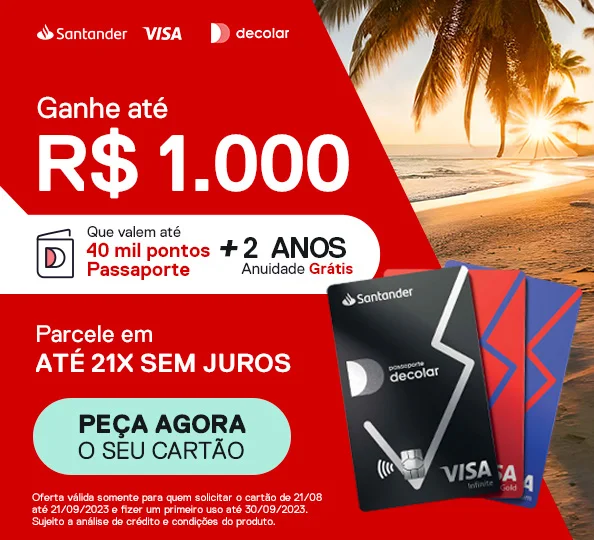 Santander VISA decolar
Ganhe até
R$ 1.000
Que valem até
40 mil pontos
Passaporte
+2 ANOS
Anuidade Grátis
Parcele em
ATÉ 21X SEM JUROS
PEÇA AGORA
O SEU CARTÃO
Santander
passaporte
decolar
VISA
Infinite
SA
Gold
A
Oferta válida somente para quem solicitar o cartão de 21/08
até 21/09/2023 e fizer um primeiro uso até 30/09/2023.
Sujeito a análise de crédito e condições do produto.